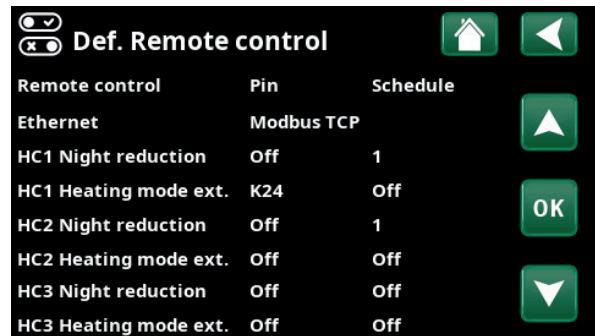 Def. Remote control
Remote control Pin Schedule
Ethernet Modbus TCP
HC1 Night reduction Off 1
HC1 Heating mode ext. K24 Off
OK
HC2 Night reduction Off 1
HC2 Heating mode ext. Off Off
HC3 Night reduction Off Off
HC3 Heating mode ext. Off Off